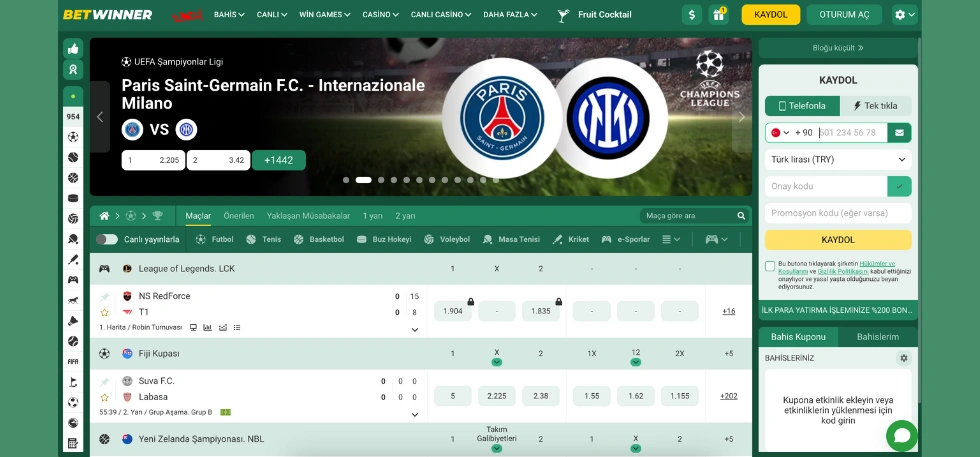 BETWINNER
BAHİS
CANLI
WIN GAMES
CASİNO
CANLI CASİNO
DAHA FAZLA
Fruit Cocktail
$
1
KAYDOL
OTURUM AÇ
Bloğu küçült
954
UEFA Şampiyonlar Ligi
Paris Saint-Germain F.C. - Internazionale
Milano
VS
1 2.205
2 3.42
+1442
PARIS
SAINT-GERMAIN
CHAMPIONS
LEAGUE
KAYDOL
Telefonla
Tek tıkla
+ 90 501 234 56 78
Türk lirası (TRY)
Onay kodu
Promosyon kodu (eğer varsa)
KAYDOL
Bu butona tıklayarak şirketin Hükümler ve
Koşullarını ve Gizlilik Politikasını kabul ettiğinizi
onaylıyor ve yasal yaşta olduğunuzu beyan
ediyorsunuz.
İLK PARA YATIRMA İŞLEMİNİZE %200 BON...
Maçlar
Önerilen
Yaklaşan Müsabakalar
1 yarı
2 yarı
Maça göre ara
Canlı yayınlarla
Futbol
Tenis
Basketbol
Buz Hokeyi
Voleybol
Masa Tenisi
Kriket
e-Sporlar
League of Legends. LCK 1 X 2 - - -
NS RedForce 0 15
T1 0 8
1.904 - 1.835 - - - +16
1. Harita / Robin Turnuvası
Fiji Kupası 1 X 2 1X 12 2X +5
Suva F.C. 0 0 0
Labasa 0 0 0
5 2.225 2.38 1.55 1.62 1.155 +202
55:39 / 2. Yarı / Grup Aşama. Grup B
Yeni Zelanda Şampiyonası. NBL 1 Takım Galibiyetleri 2 1 X 2 +5
FIFA
Bahis Kuponu
Bahislerim
BAHİSLERİNİZ
Kupona etkinlik ekleyin veya
etkinliklerin yüklenmesi için
kod girin